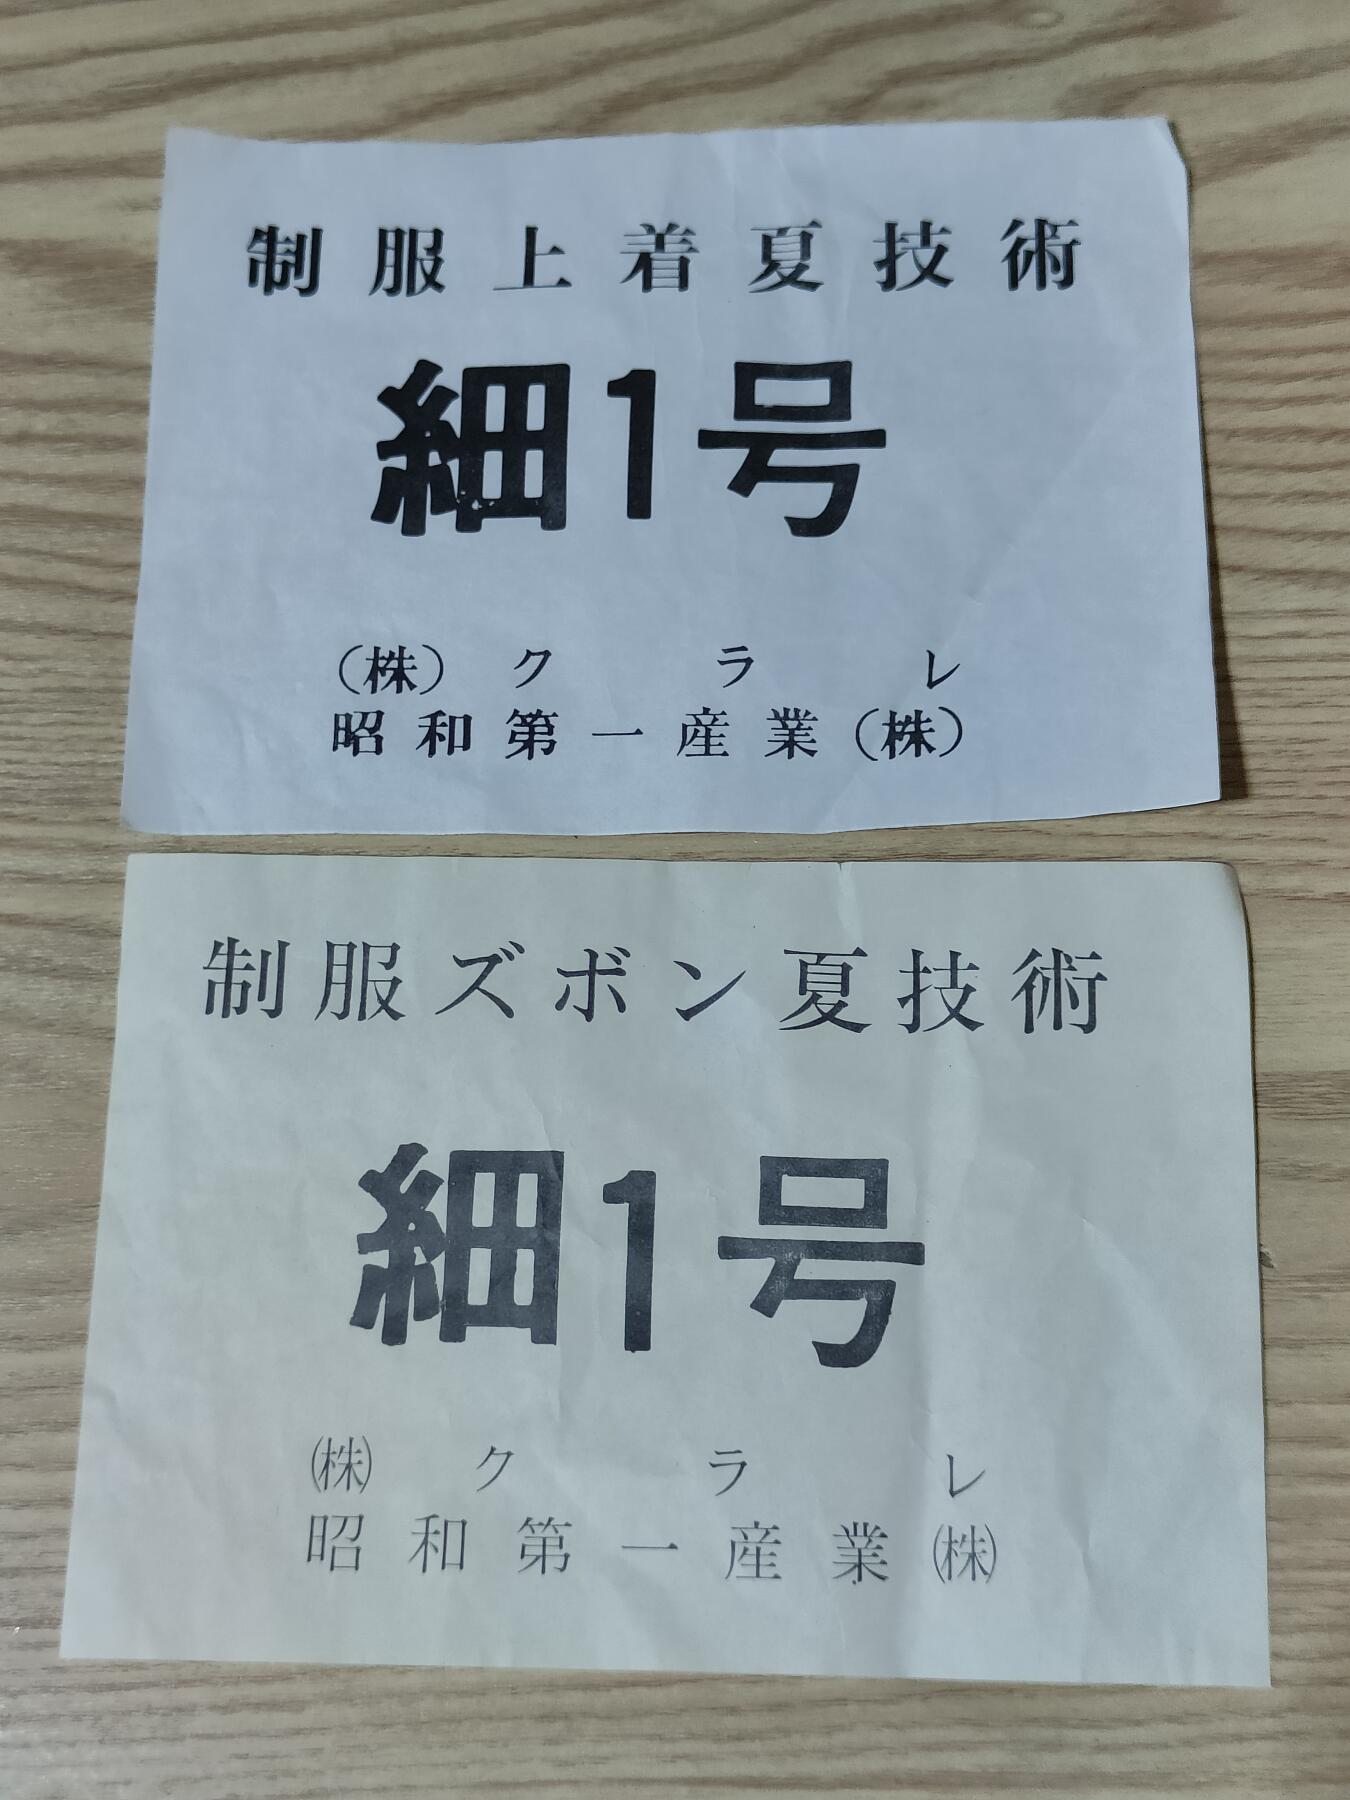 制服上着夏技術
細1号
（株）クラレ
昭和第一産業（株）
制服ズボン夏技術
細1号
㈱クラレ
昭和第一産業㈱